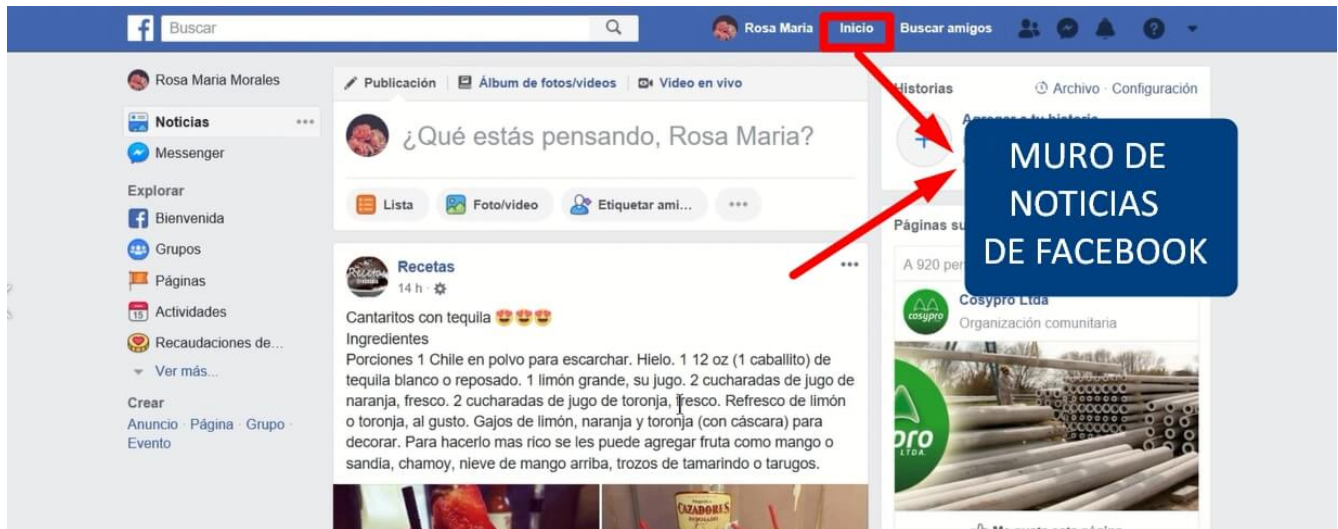 Buscar
Rosa Maria
Inicio
Buscar amigos
Rosa Maria Morales
Noticias
Messenger
Explorar
Bienvenida
Grupos
Páginas
15 Actividades
Recaudaciones de...
Ver más...
Crear
Anuncio · Página · Grupo ·
Evento
Publicación
Álbum de fotos/videos
Video en vivo
¿Qué estás pensando, Rosa Maria?
Lista
Foto/video
Etiquetar ami...
Recetas
14 h ·
Cantaritos con tequila
Ingredientes
Porciones 1 Chile en polvo para escarchar. Hielo. 1 12 oz (1 caballito) de
tequila blanco o reposado. 1 limón grande, su jugo. 2 cucharadas de jugo de
naranja, fresco. 2 cucharadas de jugo de toronja, fresco. Refresco de limón
o toronja, al gusto. Gajos de limón, naranja y toronja (con cáscara) para
decorar. Para hacerlo mas rico se les puede agregar fruta como mango o
sandia, chamoy, nieve de mango arriba, trozos de tamarindo o tarugos.
CAZADORES
Historias
Archivo · Configuración
MURO DE
NOTICIAS
DE FACEBOOK
Páginas
A 920
Cosypro Ltda
cosypro
Organización comunitaria
pro
LTDA.